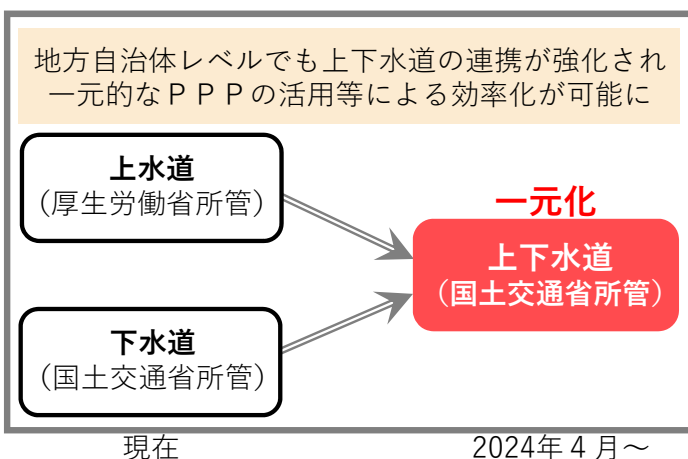 地方自治体レベルでも上下水道の連携が強化され
一元的なＰＰＰの活用等による効率化が可能に
上水道
（厚生労働省所管）
一元化
上下水道
（国土交通省所管）
下水道
（国土交通省所管）
現在
2024年４月～